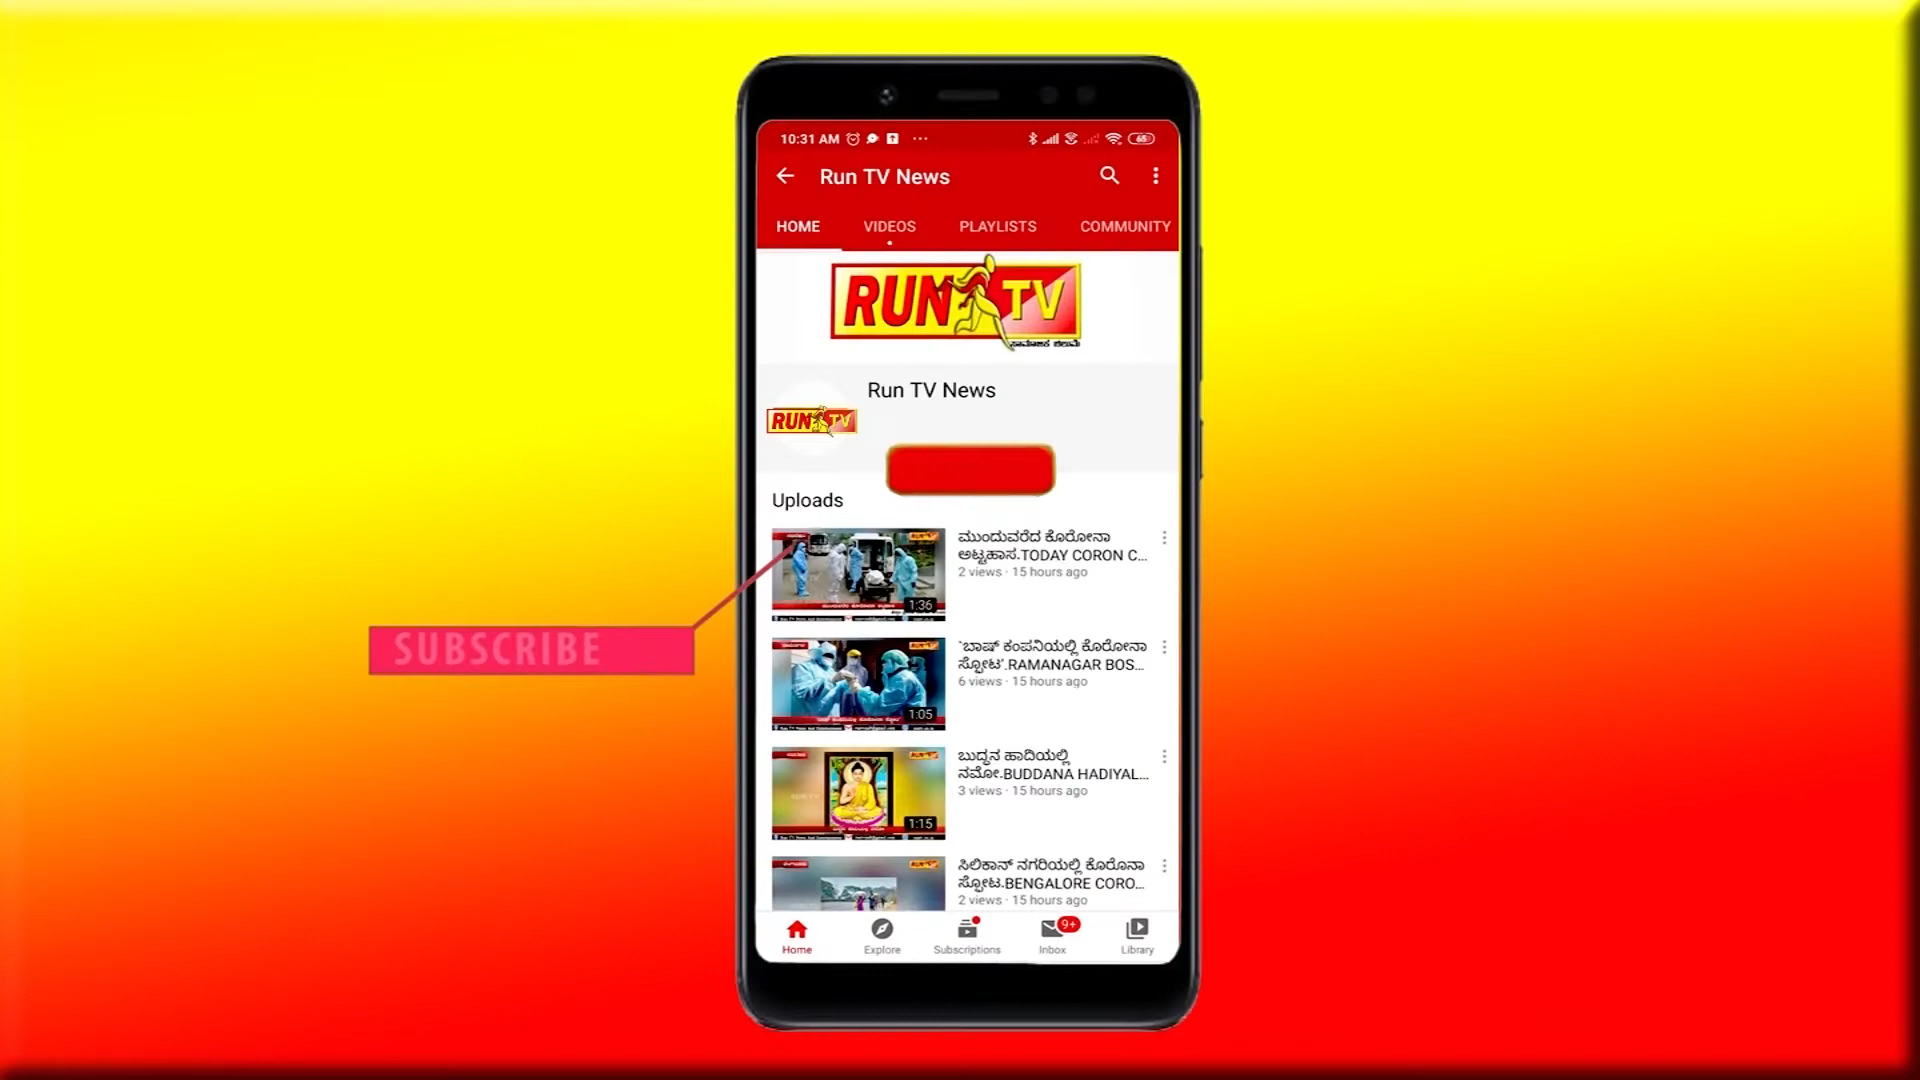 10:31 AM
65
Run TV News
HOME VIDEOS PLAYLISTS COMMUNITY
RUN TV
ಸಾಮಾಜಿಕ ಚಿಲುಮೆ
Run TV News
RUN TV
Uploads
ಮುಂದುವರೆದ ಕೊರೋನಾ
ಅಟ್ಟಹಾಸ.TODAY CORON C...
2 views · 15 hours ago
1:36
SUBSCRIBE
`ಬಾಷ್ ಕಂಪನಿಯಲ್ಲಿ ಕೊರೋನಾ
ಸ್ಫೋಟ'.RAMANAGAR BOS...
6 views · 15 hours ago
1:05
ಬುದ್ಧನ ಹಾದಿಯಲ್ಲಿ
ನಮೋ.BUDDANA HADIYAL...
3 views · 15 hours ago
1:15
ಸಿಲಿಕಾನ್ ನಗರಿಯಲ್ಲಿ ಕೊರೊನಾ
ಸ್ಫೋಟ.BENGALORE CORO...
2 views · 15 hours ago
9+
Home Explore Subscriptions Inbox Library